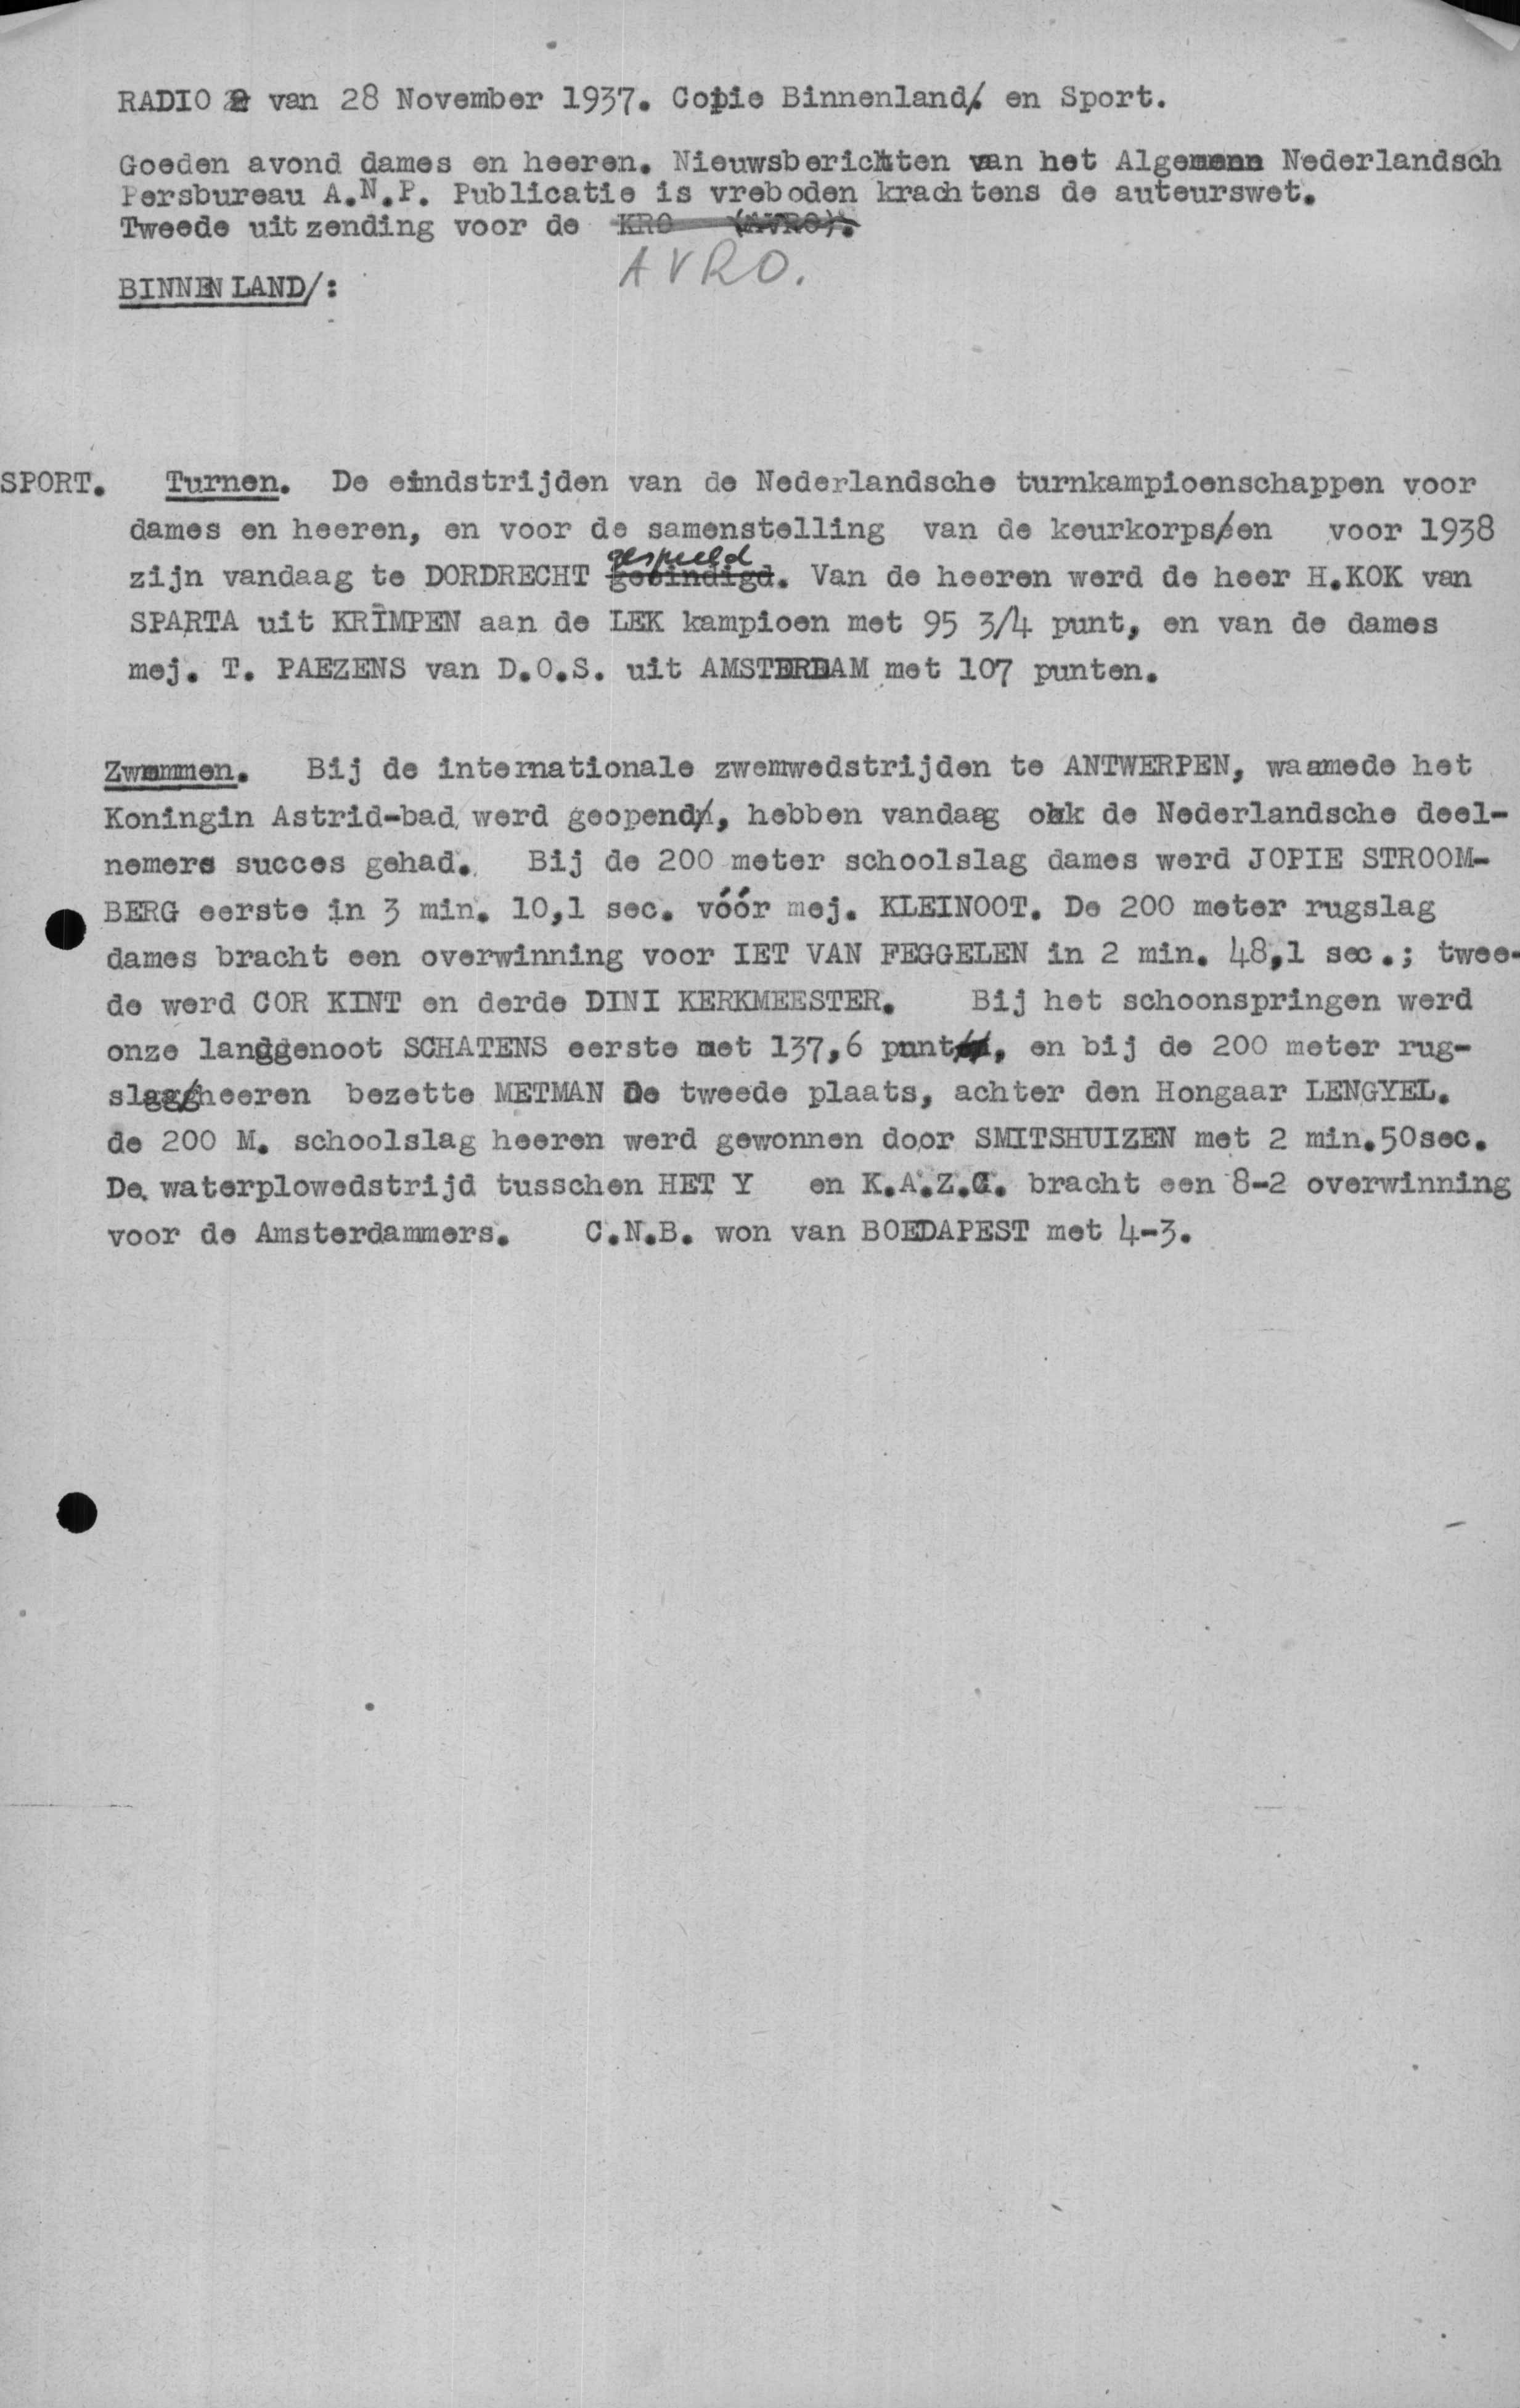 RADIO 2 van 28 November 1937. Copie Binnenland. en Sport.
Goeden avond dames en heeren. Nieuwsberichten van het Algemeen Nederlandsch
Persbureau A.N.P. Publicatie is vreboden krachtens de auteurswet.
Tweede uitzending voor de KRO (AVRO).
AVRO.
BINNENLAND/:
SPORT. Turnen. De eindstrijden van de Nederlandsche turnkampioenschappen voor
dames en heeren, en voor de samenstelling van de keurkorpsen voor 1938
gespeeld
zijn vandaag te DORDRECHT geëindigd. Van de heeren werd de heer H.KOK van
SPARTA uit KRIMPEN aan de LEK kampioen met 95 3/4 punt, en van de dames
mej. T. PAEZENS van D.O.S. uit AMSTERDAM met 107 punten.
Zwemmen. Bij de internationale zwemwedstrijden te ANTWERPEN, waarmede het
Koningin Astrid-bad werd geopend, hebben vandaag ook de Nederlandsche deel-
nemers succes gehad. Bij de 200 meter schoolslag dames werd JOPIE STROOM-
BERG eerste in 3 min. 10,1 sec. vóór mej. KLEINOOT. De 200 meter rugslag
dames bracht een overwinning voor IET VAN FEGGELEN in 2 min. 48,1 sec.; twee-
de werd COR KINT en derde DINI KERKMEESTER. Bij het schoonspringen werd
onze landgenoot SCHATENS eerste met 137,6 punt, en bij de 200 meter rug-
slag heeren bezette METMAN De tweede plaats, achter den Hongaar LENGYEL.
de 200 M. schoolslag heeren werd gewonnen door SMITSHUIZEN met 2 min.50sec.
De waterplowedstrijd tusschen HET Y en K.A.Z.C. bracht een 8-2 overwinning
voor de Amsterdammers. C.N.B. won van BOEDAPEST met 4-3.